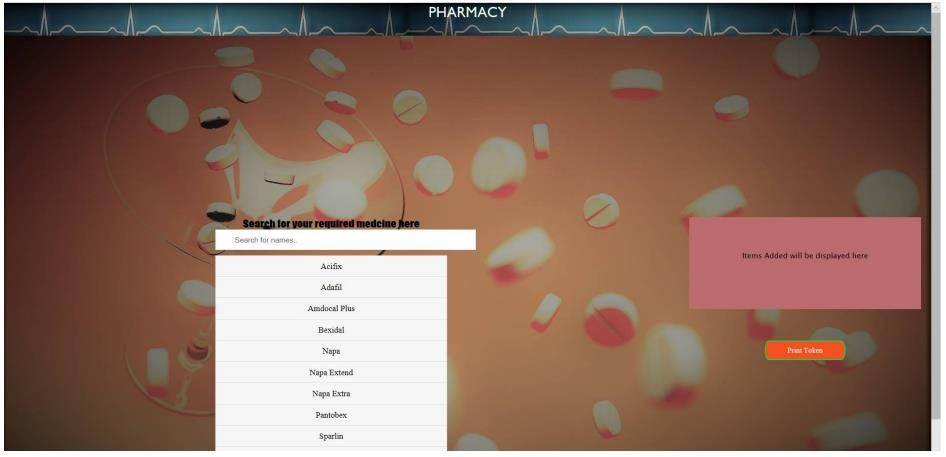 PHARMACY
Search for your required medcine here
Search for names..
Acifix
Adafil
Amdocal Plus
Bexidal
Napa
Napa Extend
Napa Extra
Pantobex
Sparlin
Items Added will be displayed here
Print Token